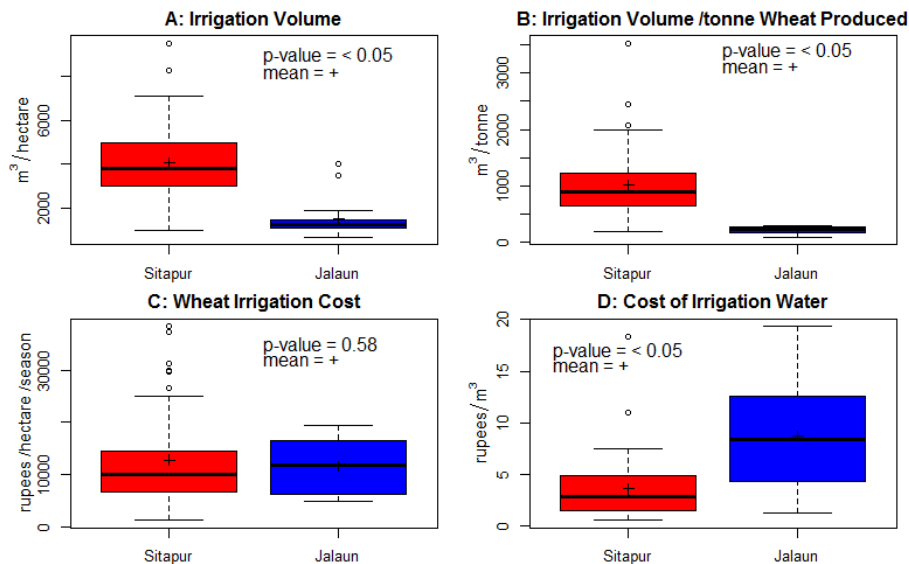 A: Irrigation Volume
p-value = < 0.05
mean = +
m³/hectare
6000
2000
Sitapur
Jalaun
B: Irrigation Volume /tonne Wheat Produced
p-value = < 0.05
mean = +
m³/tonne
3000
2000
1000
0
Sitapur
Jalaun
C: Wheat Irrigation Cost
p-value = 0.58
mean = +
rupees /hectare /season
30000
10000
0
Sitapur
Jalaun
D: Cost of Irrigation Water
p-value = < 0.05
mean = +
rupees/m³
20
15
10
5
0
Sitapur
Jalaun